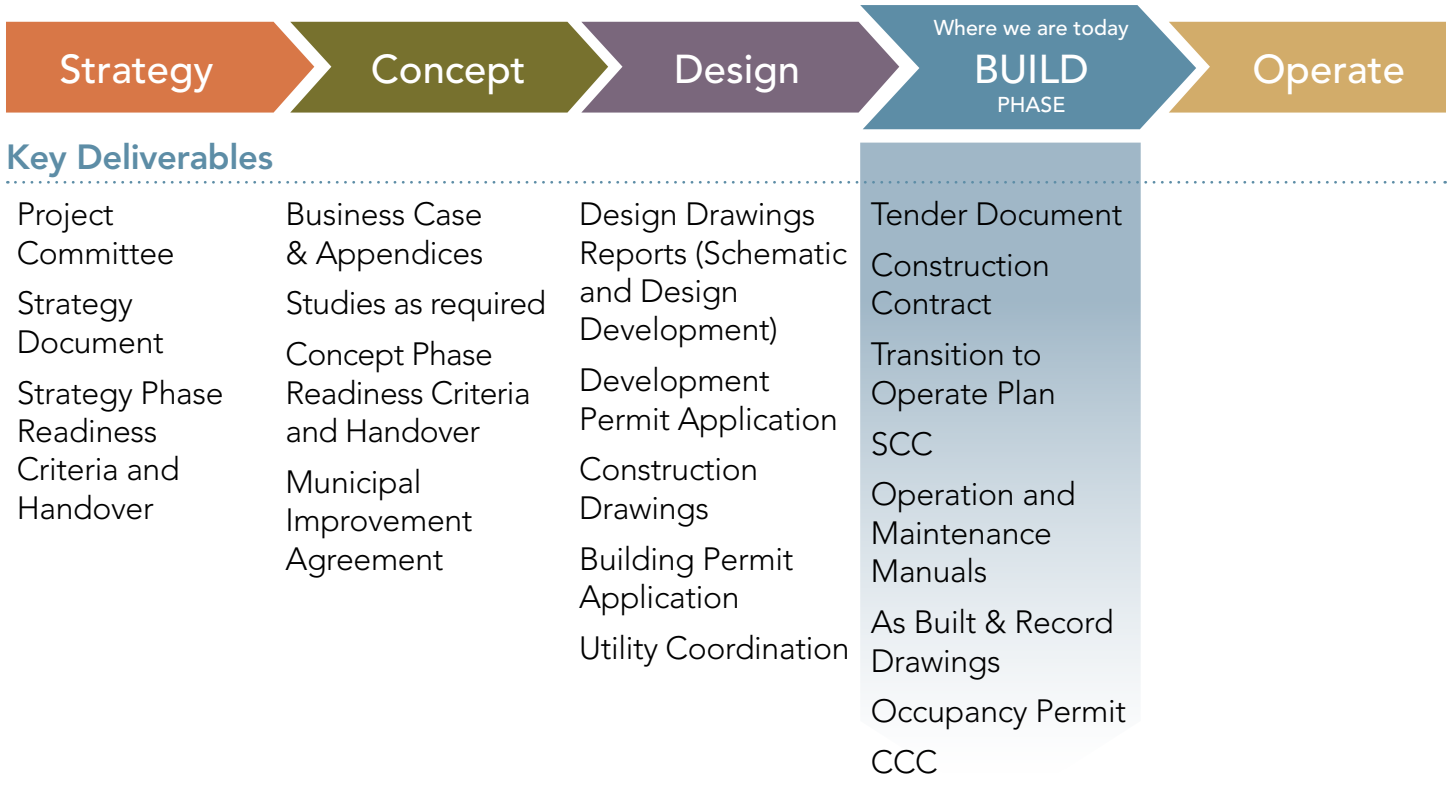 Strategy
Concept
Design
Where we are today
BUILD
PHASE
Operate
Key Deliverables
Project
Committee
Strategy
Document
Strategy Phase
Readiness
Criteria and
Handover
Business Case
& Appendices
Studies as required
Concept Phase
Readiness Criteria
and Handover
Municipal
Improvement
Agreement
Design Drawings
Reports (Schematic
and Design
Development)
Development
Permit Application
Construction
Drawings
Building Permit
Application
Utility Coordination
Tender Document
Construction
Contract
Transition to
Operate Plan
SCC
Operation and
Maintenance
Manuals
As Built & Record
Drawings
Occupancy Permit
CCC